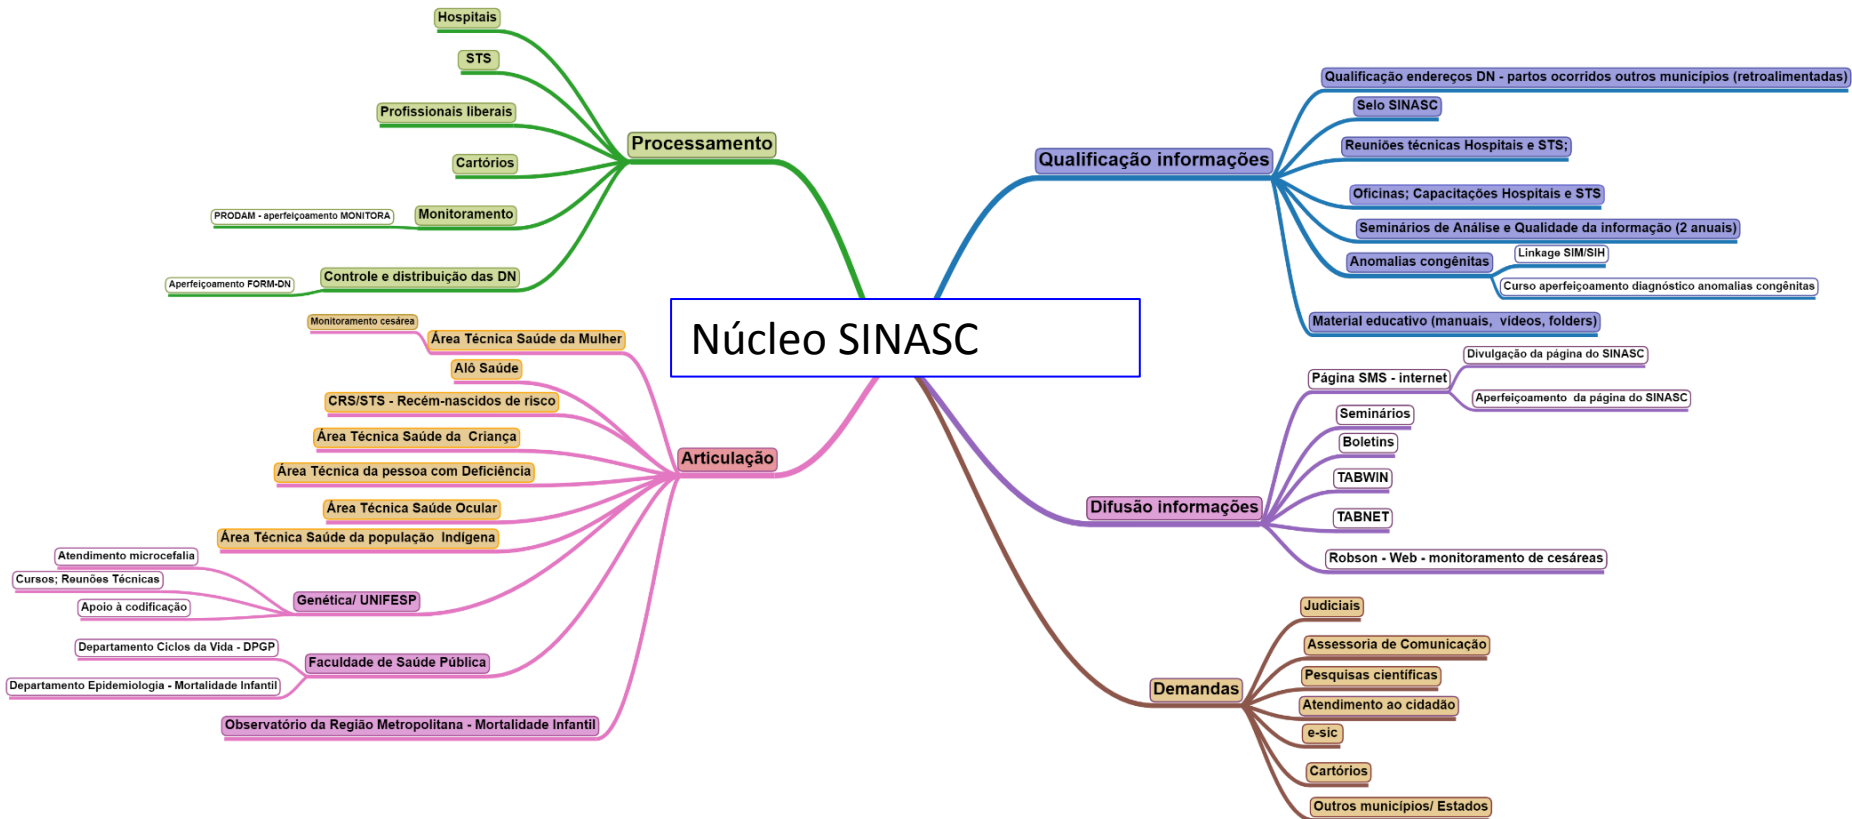 Núcleo SINASC
Processamento
Hospitais
STS
Profissionais liberais
Cartórios
Monitoramento
PRODAM - aperfeiçoamento MONITORA
Controle e distribuição das DN
Aperfeiçoamento FORM-DN
Articulação
Área Técnica Saúde da Mulher
Monitoramento cesárea
Alô Saúde
CRS/STS - Recém-nascidos de risco
Área Técnica Saúde da  Criança
Área Técnica da pessoa com Deficiência
Área Técnica Saúde Ocular
Área Técnica Saúde da população  Indígena
Genética/ UNIFESP
Atendimento microcefalia
Cursos; Reunões Técnicas
Apoio à codificação
Faculdade de Saúde Pública
Departamento Ciclos da Vida - DPGP
Departamento Epidemiologia - Mortalidade Infantil
Observatório da Região Metropolitana - Mortalidade Infantil
Qualificação informações
Qualificação endereços DN - partos ocorridos outros municípios (retroalimentadas)
Selo SINASC
Reuniões técnicas Hospitais e STS;
Oficinas; Capacitações Hospitais e STS
Seminários de Análise e Qualidade da informação (2 anuais)
Anomalias congênitas
Linkage SIM/SIH
Curso aperfeiçoamento diagnóstico anomalias congênitas
Material educativo (manuais,  vídeos, folders)
Difusão informações
Página SMS - internet
Divulgação da página do SINASC
Aperfeiçoamento  da página do SINASC
Seminários
Boletins
TABWIN
TABNET
Robson - Web - monitoramento de cesáreas
Demandas
Judiciais
Assessoria de Comunicação
Pesquisas científicas
Atendimento ao cidadão
e-sic
Cartórios
Outros municípios/ Estados